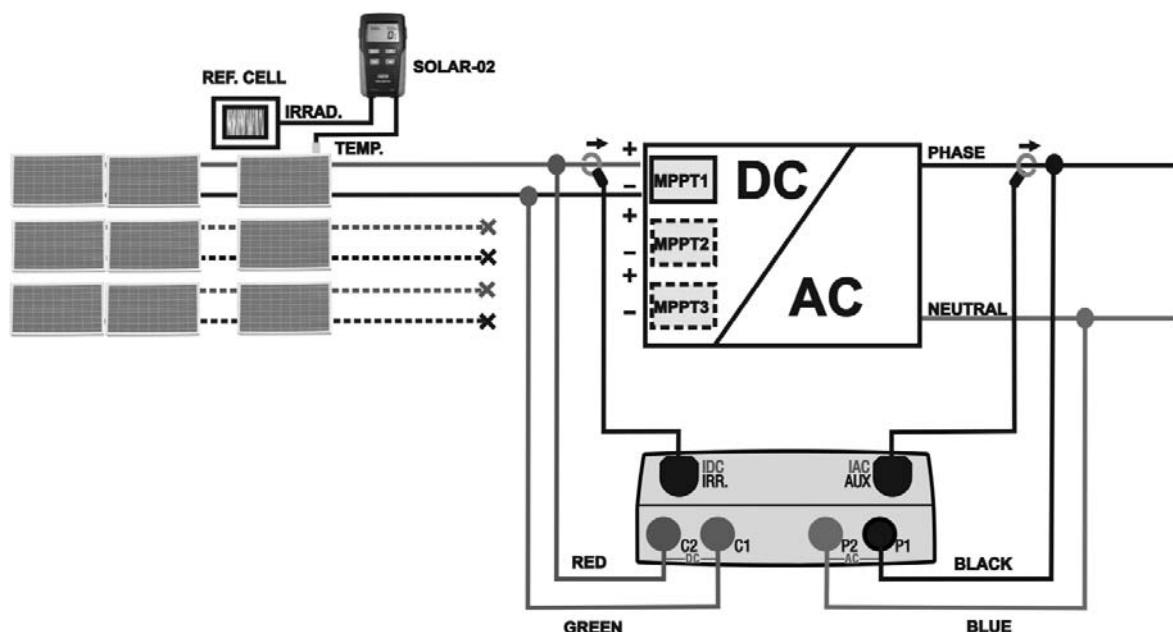 SOLAR-02
REF. CELL
IRRAD.
TEMP.
+
MPPT1
DC
PHASE
–
+
MPPT2
–
+
AC
MPPT3
–
NEUTRAL
IDC
IRR.
IAC
AUX
C2
C1
DC
P2
P1
AC
RED
BLACK
GREEN
BLUE